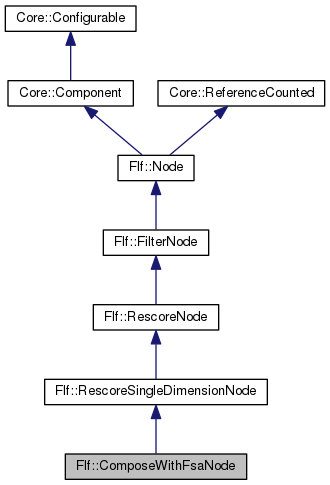 Core::Configurable
Core::Component
Core::ReferenceCounted
Flf::Node
Flf::FilterNode
Flf::RescoreNode
Flf::RescoreSingleDimensionNode
Flf::ComposeWithFsaNode